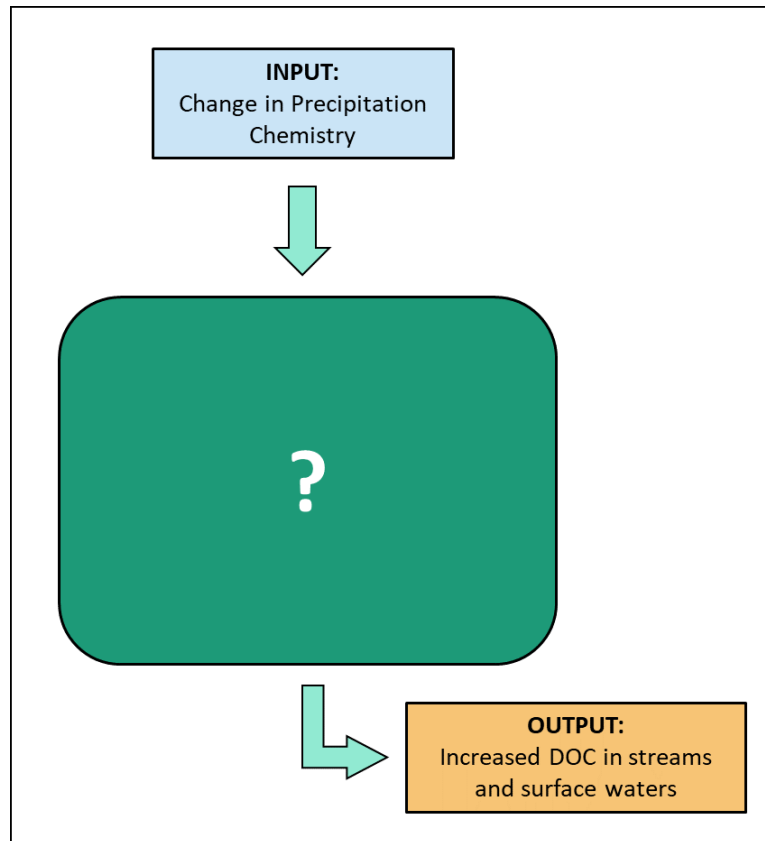 INPUT:
Change in Precipitation
Chemistry
?
OUTPUT:
Increased DOC in streams
and surface waters